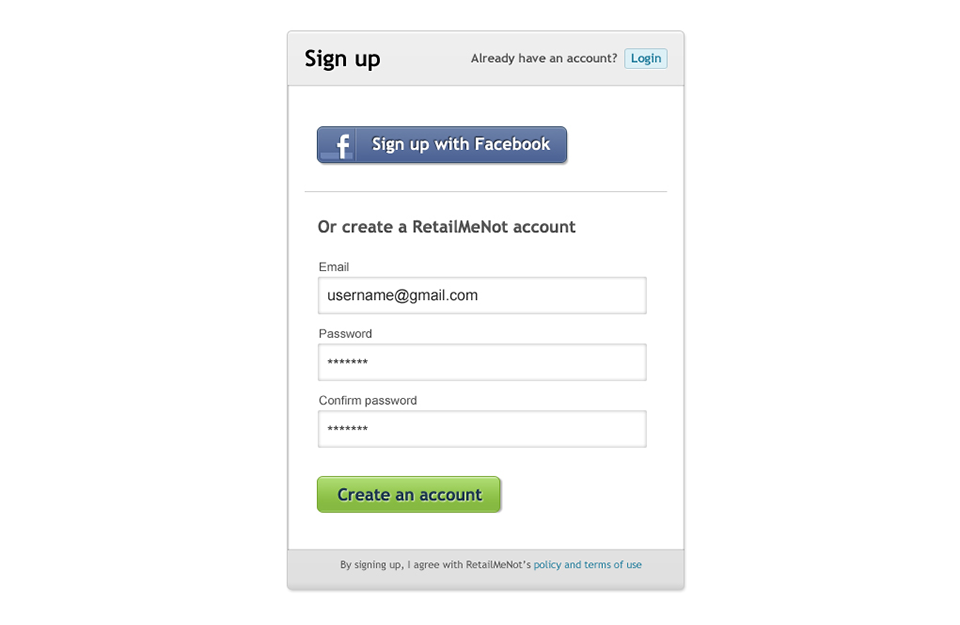 Sign up
Already have an account? Login
f Sign up with Facebook
Or create a RetailMeNot account
Email
username@gmail.com
Password
*******
Confirm password
*******
Create an account
By signing up, I agree with RetailMeNot's policy and terms of use